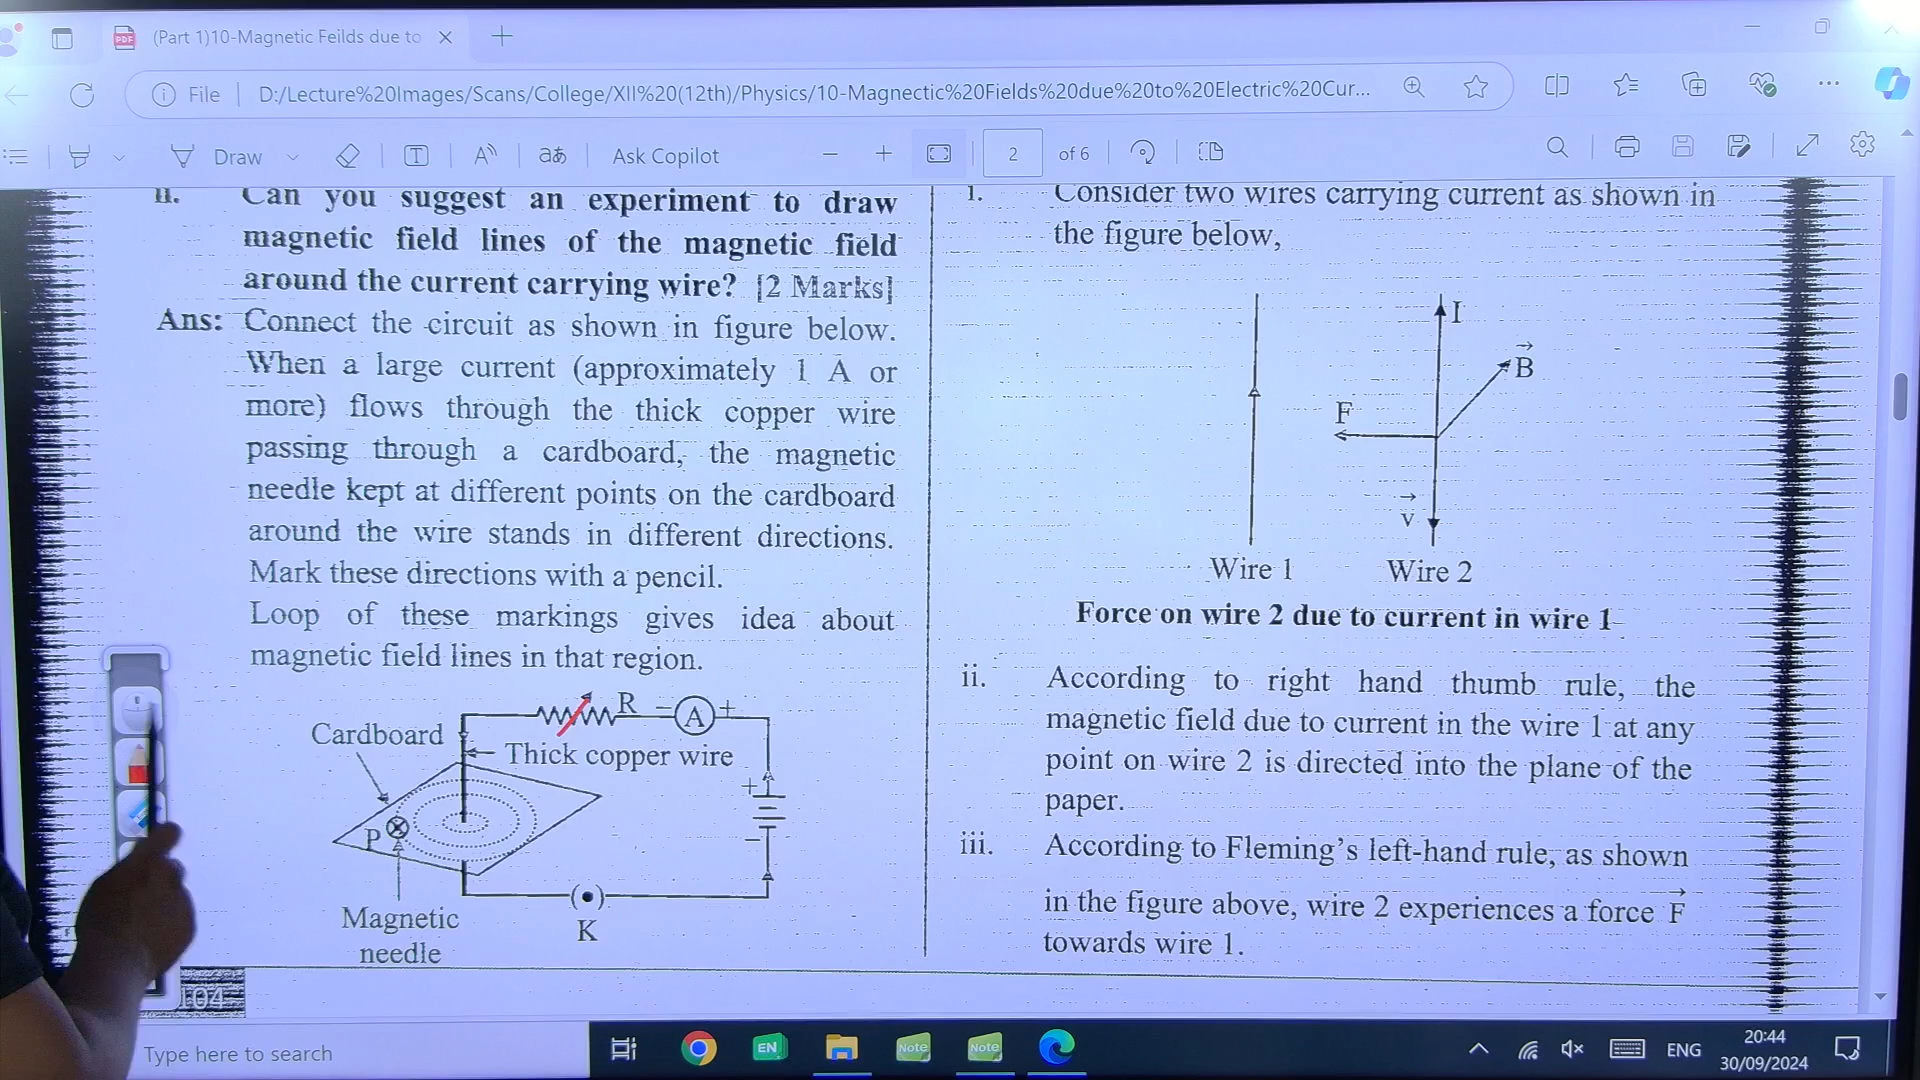 (Part 1)10-Magnetic Feilds due to
File
D:/Lecture%20Images/Scans/College/XII%20(12th)/Physics/10-Magnectic%20Fields%20due%20to%20Electric%20Cur...
Draw
Ask Copilot
2 of 6
ii. Can you suggest an experiment to draw
magnetic field lines of the magnetic field
around the current carrying wire? [2 Marks]
Ans: Connect the circuit as shown in figure below.
When a large current (approximately 1 A or
more) flows through the thick copper wire
passing through a cardboard, the magnetic
needle kept at different points on the cardboard
around the wire stands in different directions.
Mark these directions with a pencil.
Loop of these markings gives idea about
magnetic field lines in that region.
R − A +
Cardboard
Thick copper wire
+
P
−
Magnetic
needle
K
104
i. Consider two wires carrying current as shown in
the figure below,
I
B
F
v
Wire 1 Wire 2
Force on wire 2 due to current in wire 1
ii. According to right hand thumb rule, the
magnetic field due to current in the wire 1 at any
point on wire 2 is directed into the plane of the
paper.
iii. According to Fleming's left-hand rule, as shown
in the figure above, wire 2 experiences a force F
towards wire 1.
Type here to search
EN
Note
Note
ENG
20:44
30/09/2024